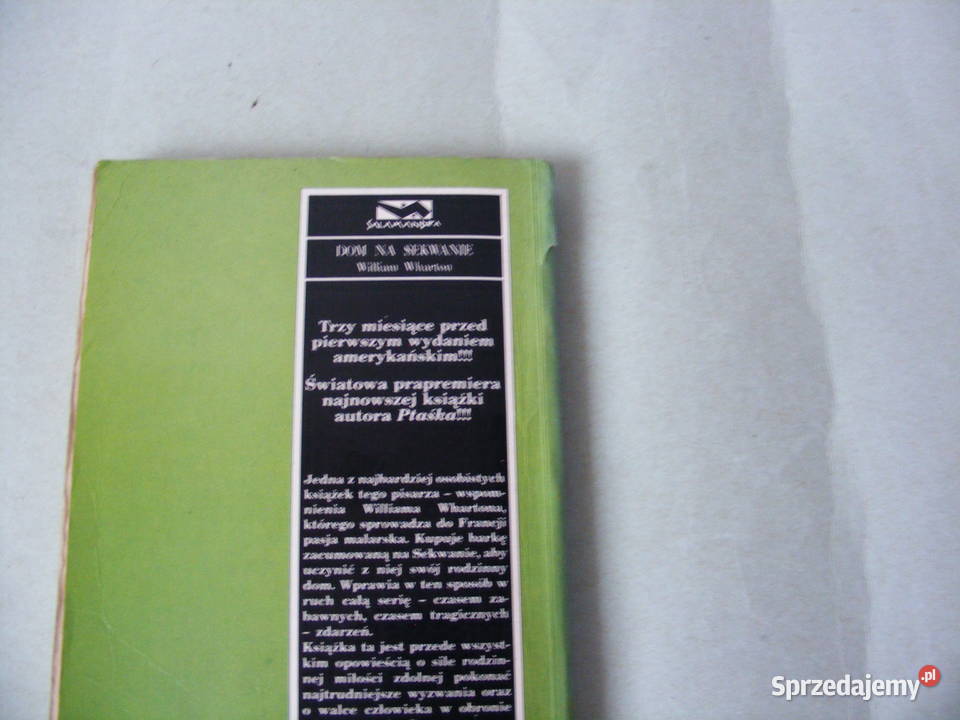 SALAMANDRA
DOM NA SEKWANIE
William Wharton
Trzy miesiące przed
pierwszym wydaniem
amerykańskim!!!
Światowa prapremiera
najnowszej książki
autora Ptaśka!!!
Jedna z najbardziej osobistych
książek tego pisarza – wspom-
nienia Williama Whartona,
którego sprowadza do Francji
pasja malarska. Kupuje barkę
zacumowaną na Sekwanie, aby
uczynić z niej swój rodzinny
dom. Wprawia w ten sposób w
ruch całą serię – czasem za-
bawnych, czasem tragicznych
– zdarzeń.
Książka ta jest przede wszyst-
kim opowieścią o sile rodzin-
nej miłości zdolnej pokonać
najtrudniejsze wyzwania oraz
o walce człowieka w obronie
Sprzedajemy.pl